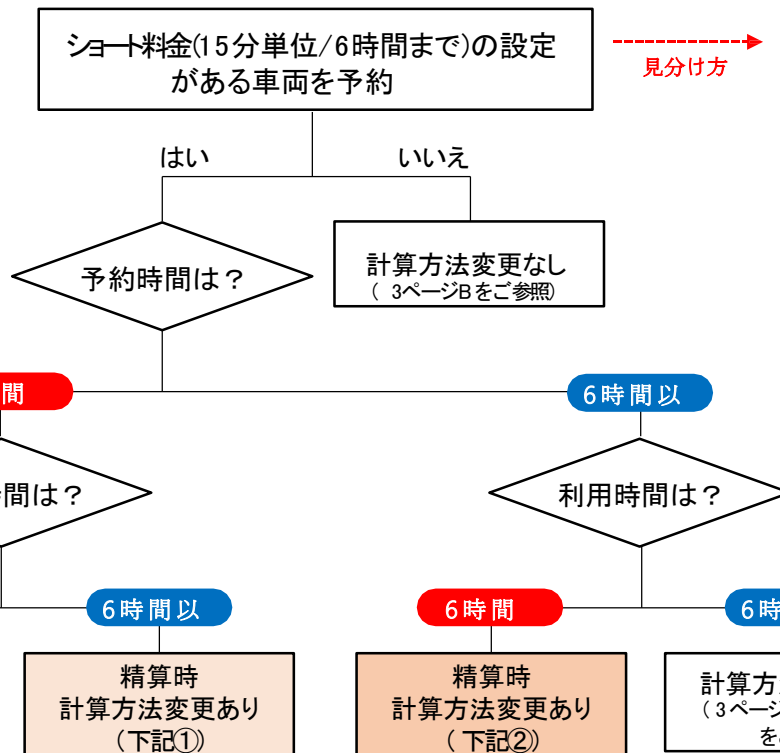 ショート料金(15分単位/6時間まで)の設定
がある車両を予約
見分け方
はい
いいえ
予約時間は？
計算方法変更なし
( 3ページBをご参照)
間
6時間以
間は？
利用時間は？
6時間以
6時間
6時
精算時
計算方法変更あり
(下記①)
精算時
計算方法変更あり
(下記②)
計算方
(3ページ
を